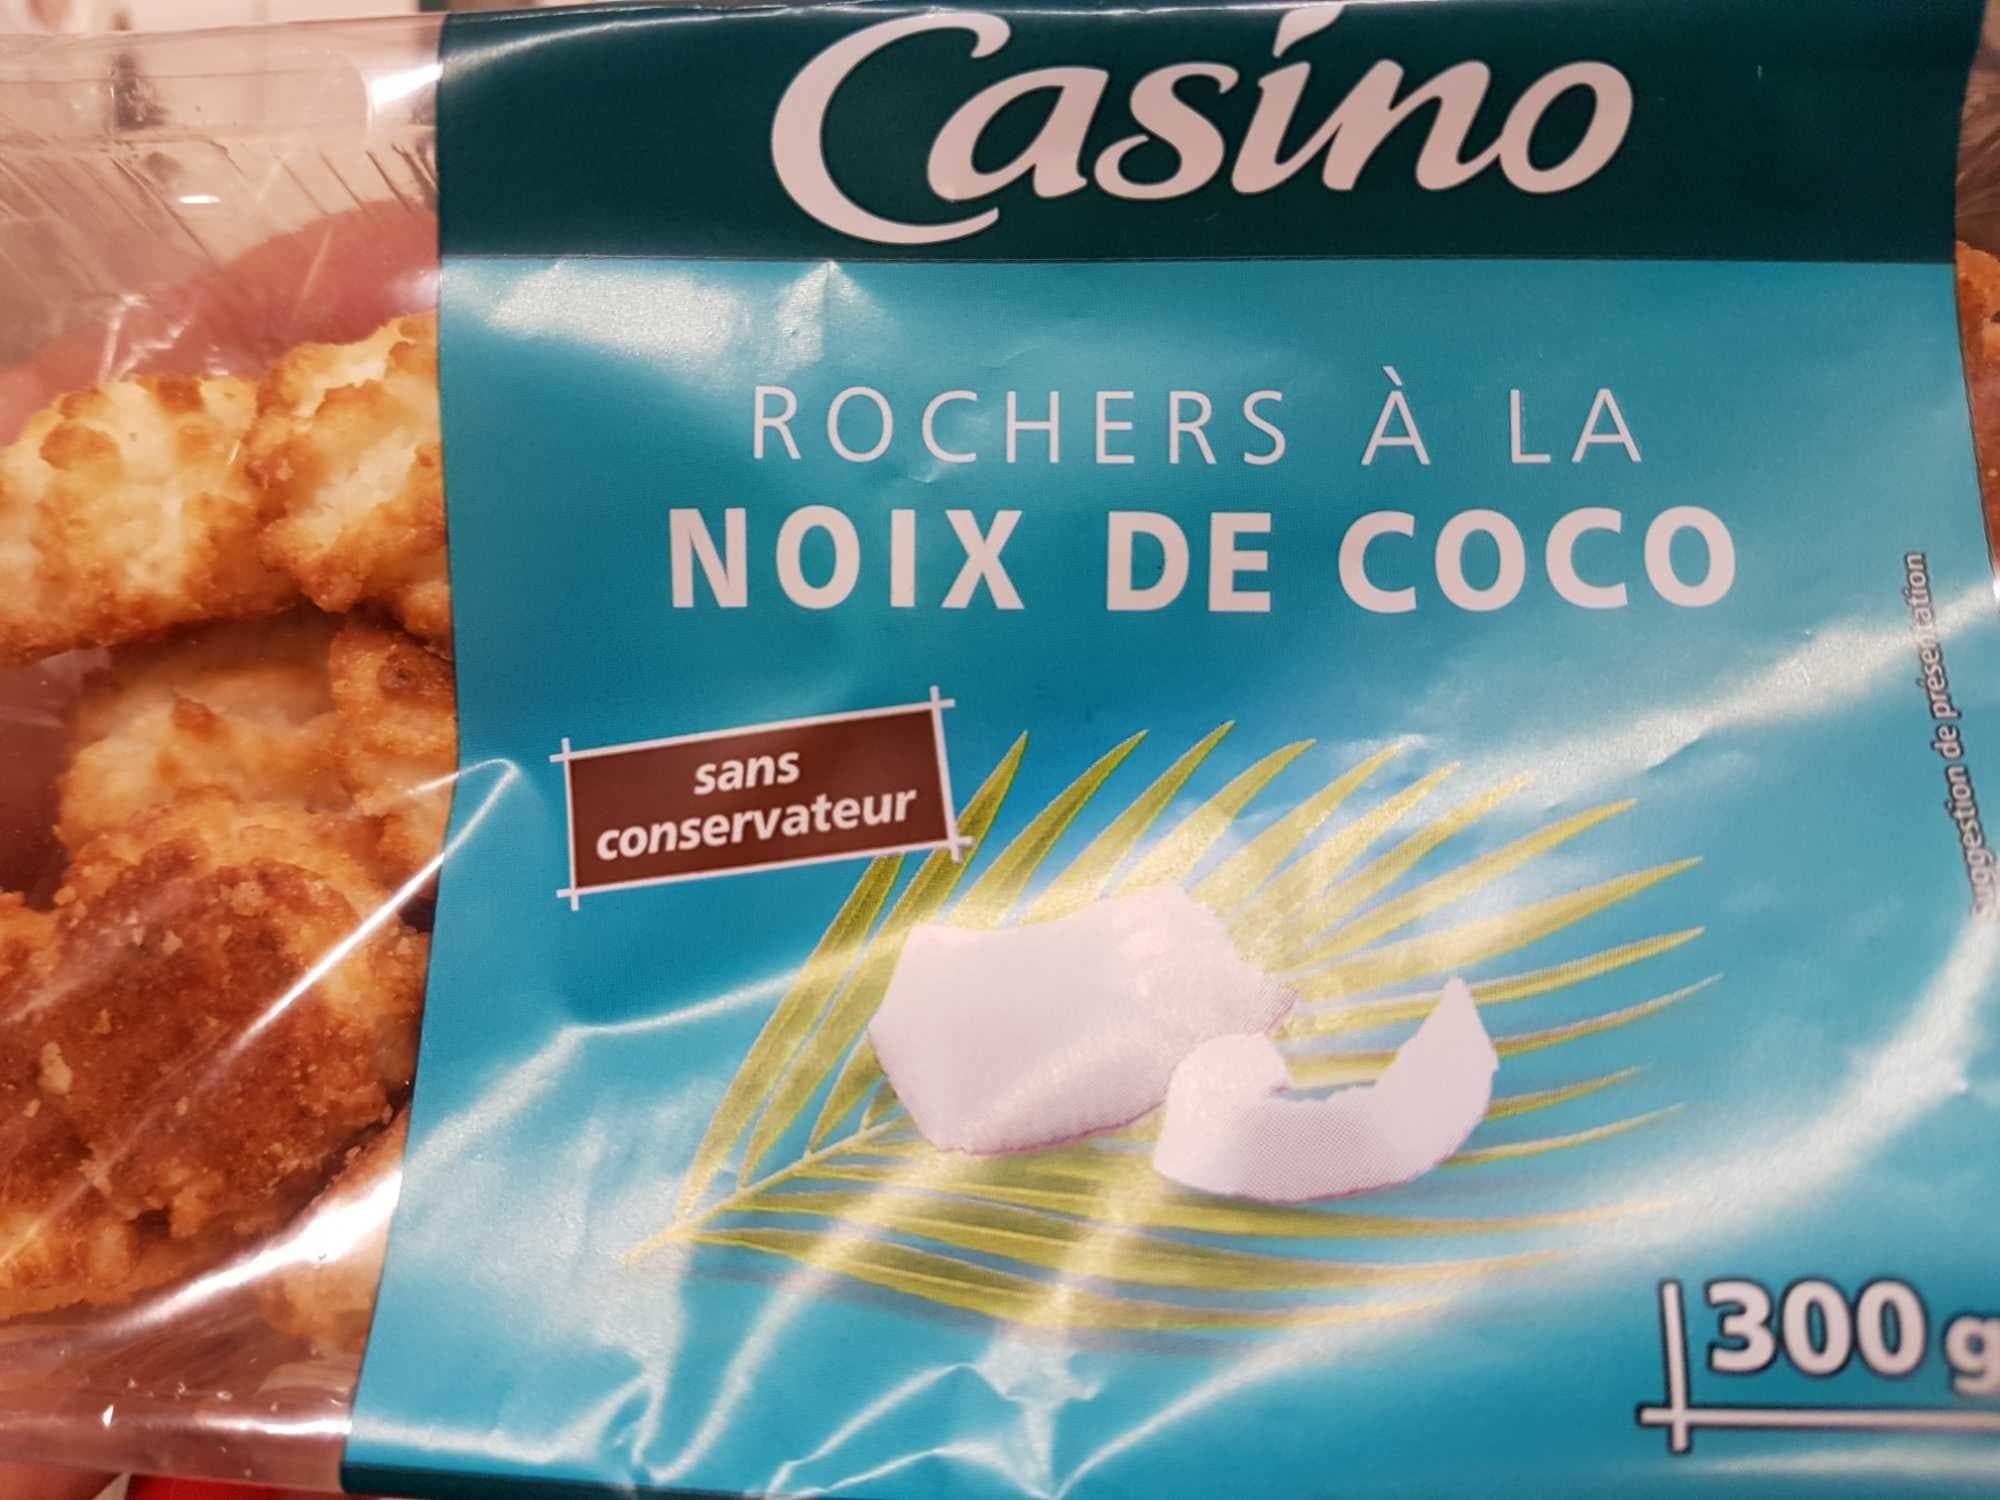 Casino
ROCHERS À LA
NOIX DE COCO
sans
conservateur
Suggestion de présentation
300 g